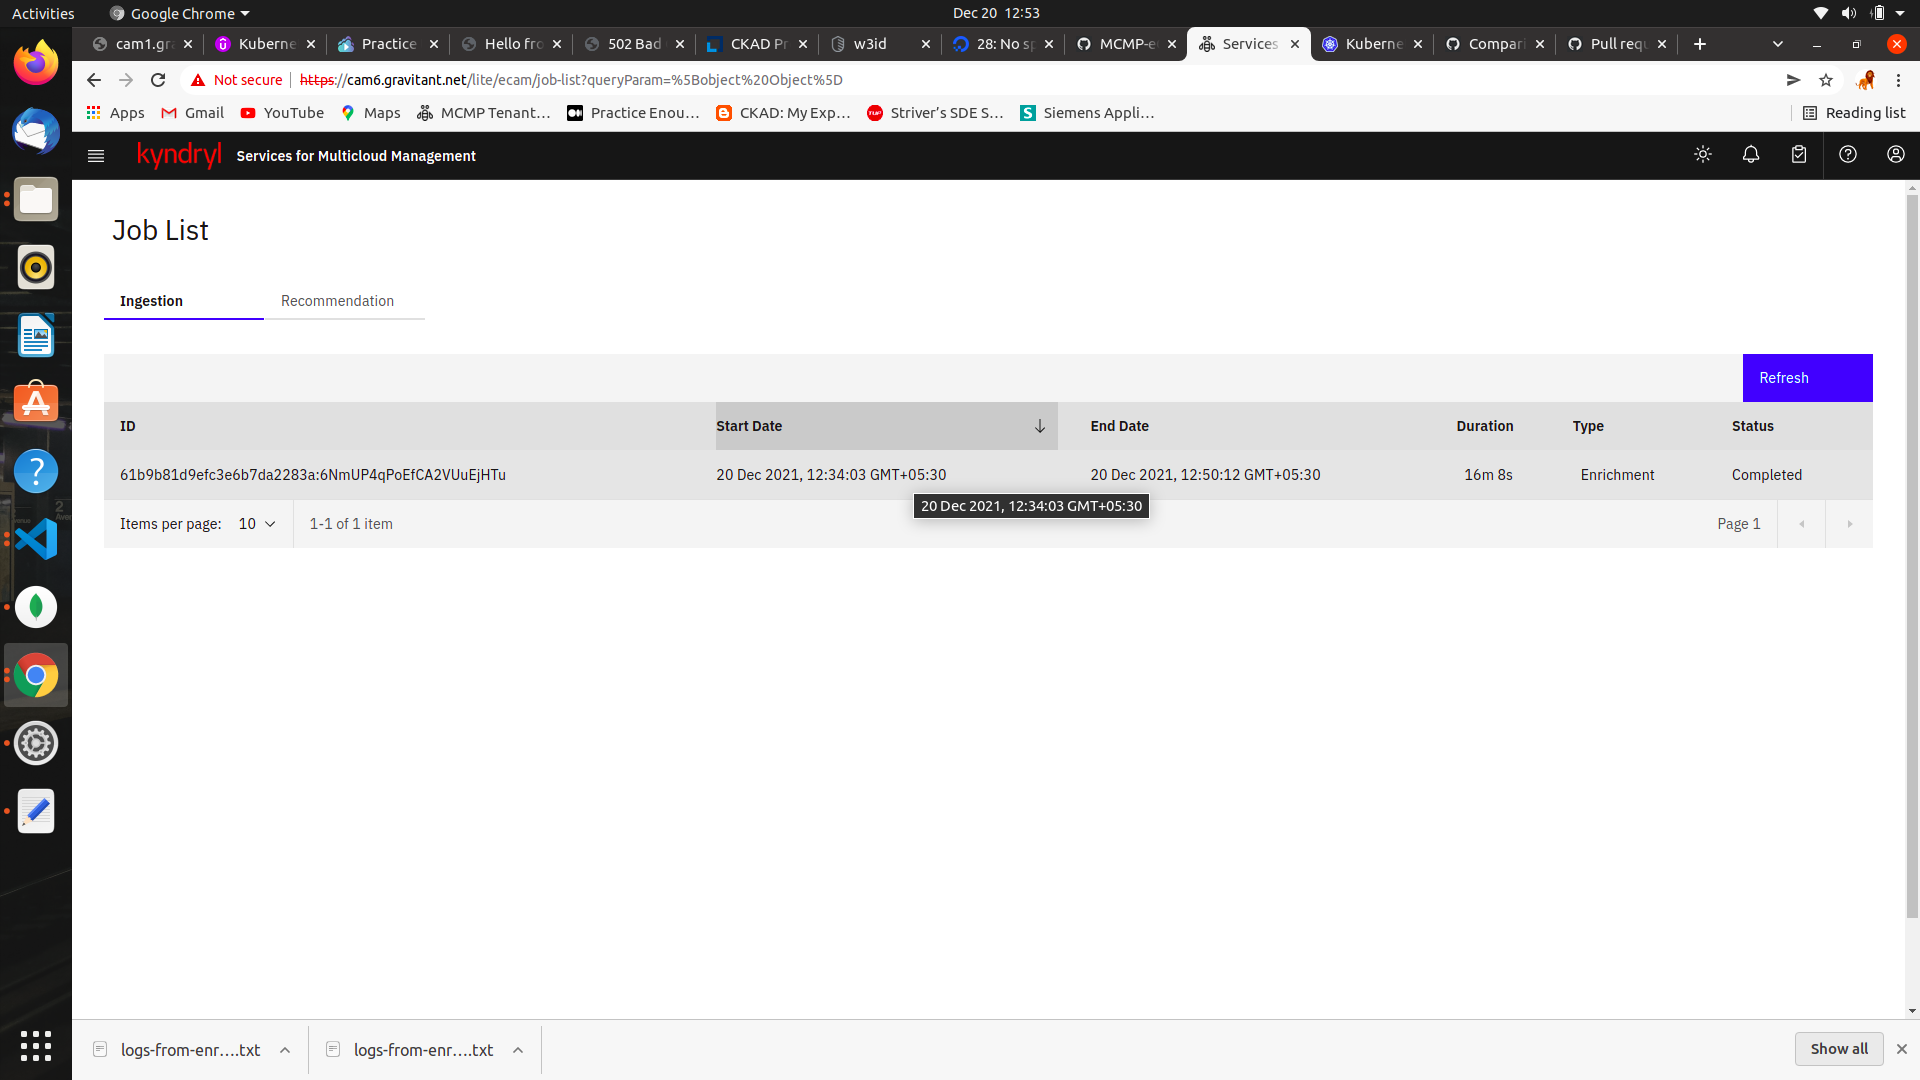 Activities
Google Chrome
Dec 20 12:53
cam1.gra
Kuberne
Practice
Hello fro
502 Bad
CKAD Pr
w3id
28: No sp
MCMP-e
Services
Kuberne
Compari
Pull requ
Not secure
https://cam6.gravitant.net/lite/ecam/job-list?queryParam=%5Bobject%20Object%5D
Apps
Gmail
YouTube
Maps
MCMP Tenant…
Practice Enou…
CKAD: My Exp…
Striver’s SDE S…
Siemens Appli…
Reading list
kyndryl
Services for Multicloud Management
Job List
Ingestion
Recommendation
Refresh
ID
Start Date
End Date
Duration
Type
Status
61b9b81d9efc3e6b7da2283a:6NmUP4qPoEfCA2VUuEjHTu
20 Dec 2021, 12:34:03 GMT+05:30
20 Dec 2021, 12:50:12 GMT+05:30
16m 8s
Enrichment
Completed
20 Dec 2021, 12:34:03 GMT+05:30
Items per page: 10
1-1 of 1 item
Page 1
logs-from-enr….txt
logs-from-enr….txt
Show all